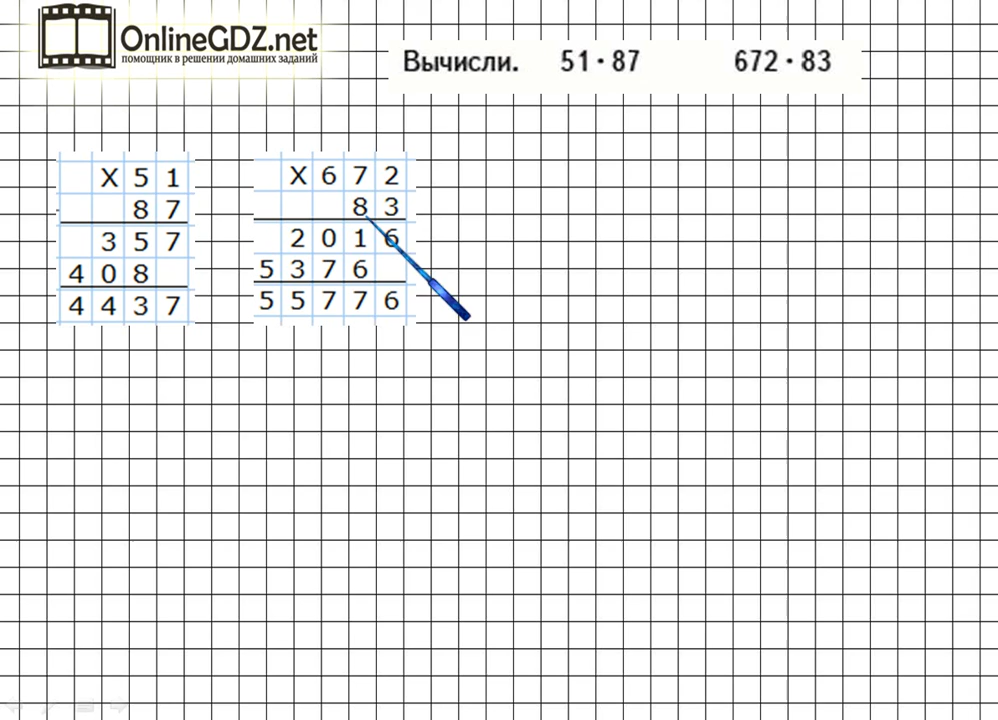 OnlineGDZ.net
помощник в решении домашних заданий
Вычисли. 51 · 87 672 · 83
X 5 1
8 7
3 5 7
4 0 8
4 4 3 7
X 6 7 2
8 3
2 0 1 6
5 3 7 6
5 5 7 7 6